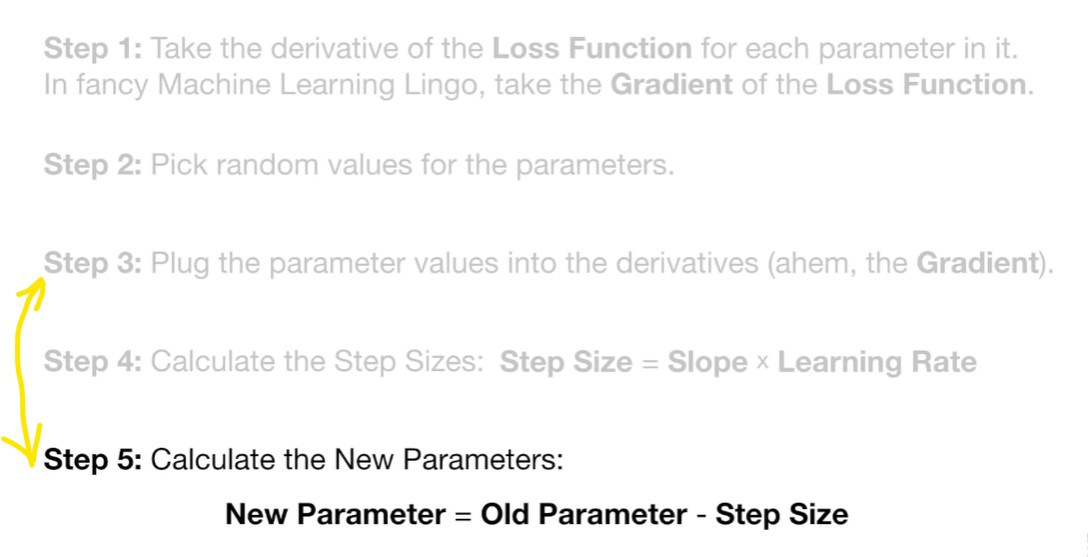 Step 1: Take the derivative of the Loss Function for each parameter in it.
In fancy Machine Learning Lingo, take the Gradient of the Loss Function.
Step 2: Pick random values for the parameters.
Step 3: Plug the parameter values into the derivatives (ahem, the Gradient).
Step 4: Calculate the Step Sizes: Step Size = Slope × Learning Rate
Step 5: Calculate the New Parameters:
New Parameter = Old Parameter - Step Size